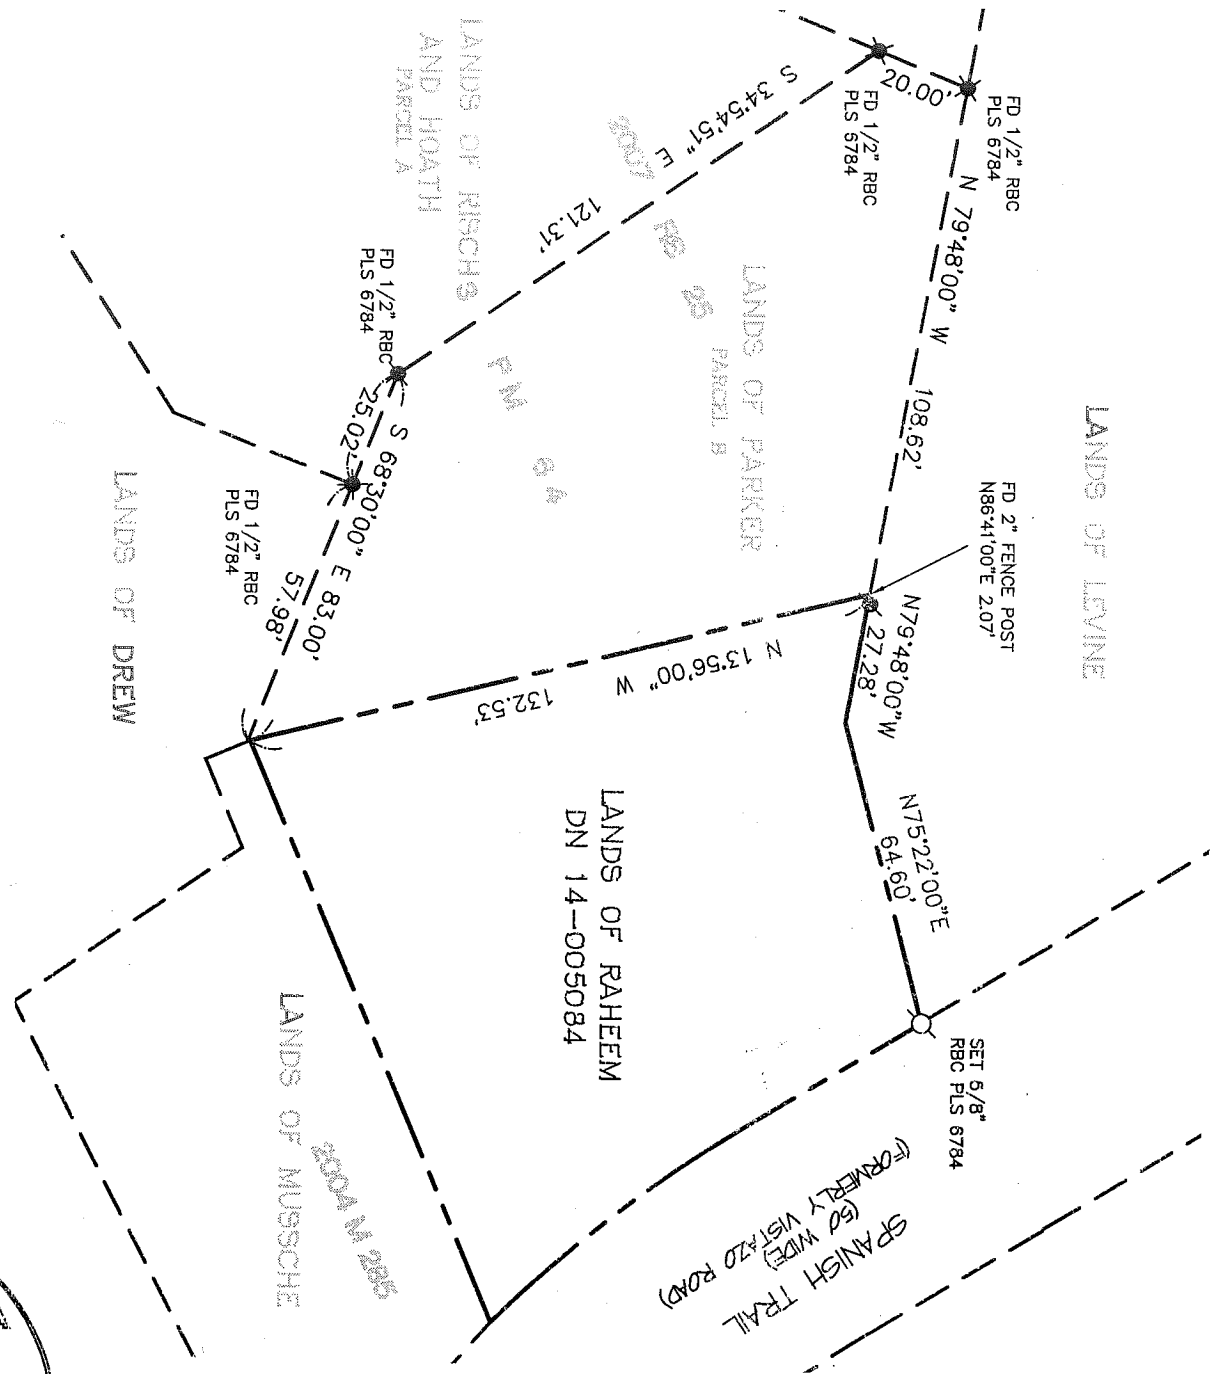 LANDS OF LEVINE
FD 1/2" RBC
PLS 6784
20.00'
FD 1/2" RBC
PLS 6784
N 79°48'00" W
108.62'
FD 2" FENCE POST
N86°41'00"E 2.07'
N79°48'00"W
27.28'
N75°22'00"E
64.60'
SET 5/8"
RBC PLS 6784
SPANISH TRAIL
(50' WIDE)
(FORMERLY VISTAZO ROAD)
LANDS OF PARKER
PARCEL B
2007 PB 25
PM 64
S 34°54'51" E
121.31'
LANDS OF RISCHS
AND HOATH
PARCEL A
N 13°56'00" W
132.53'
LANDS OF RAHEEM
DN 14-005084
FD 1/2" RBC
PLS 6784
S 68°30'00" E 83.00'
25.02'
57.98'
FD 1/2" RBC
PLS 6784
LANDS OF DREW
LANDS OF MUSSCHE
2004 M 285